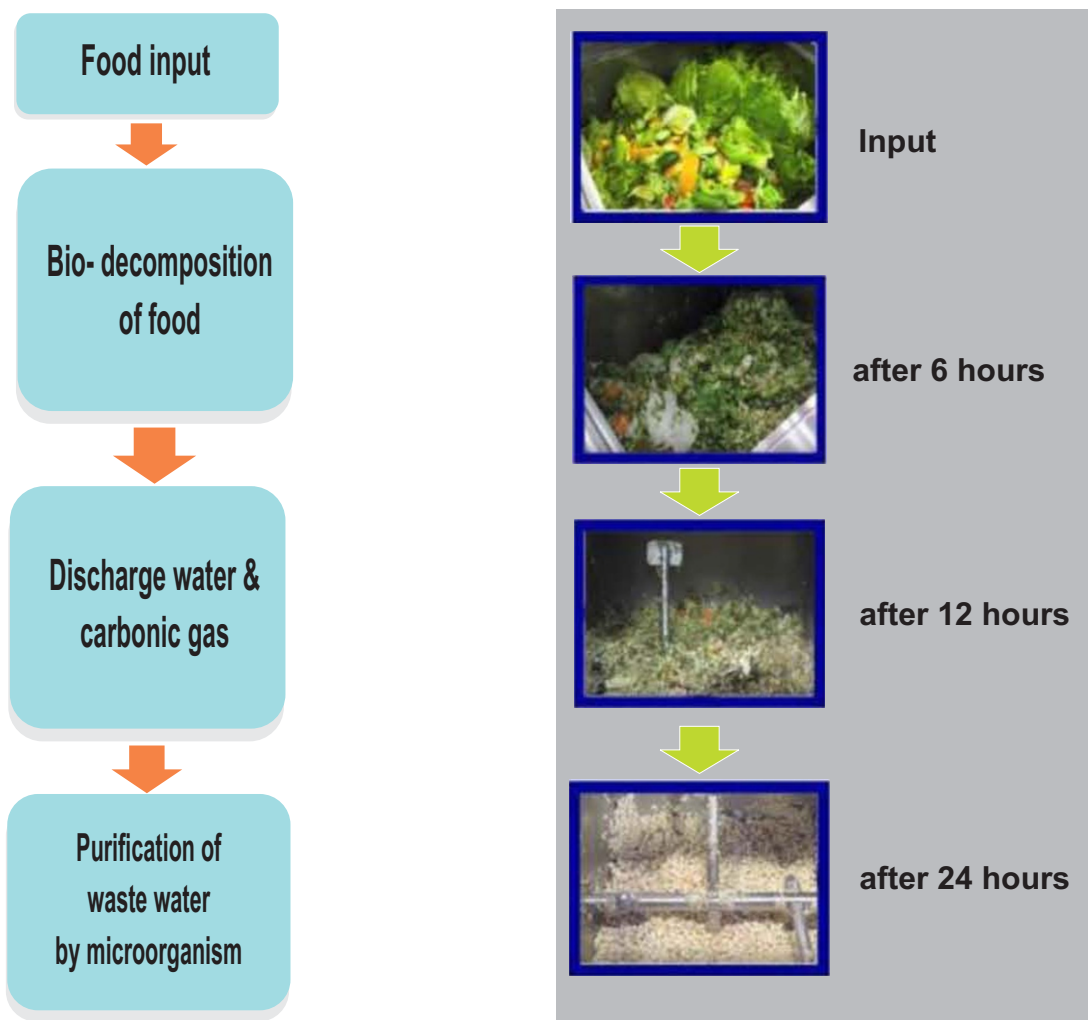 Food input
Bio- decomposition
of food
Discharge water &
carbonic gas
Purification of
waste water
by microorganism
Input
after 6 hours
after 12 hours
after 24 hours